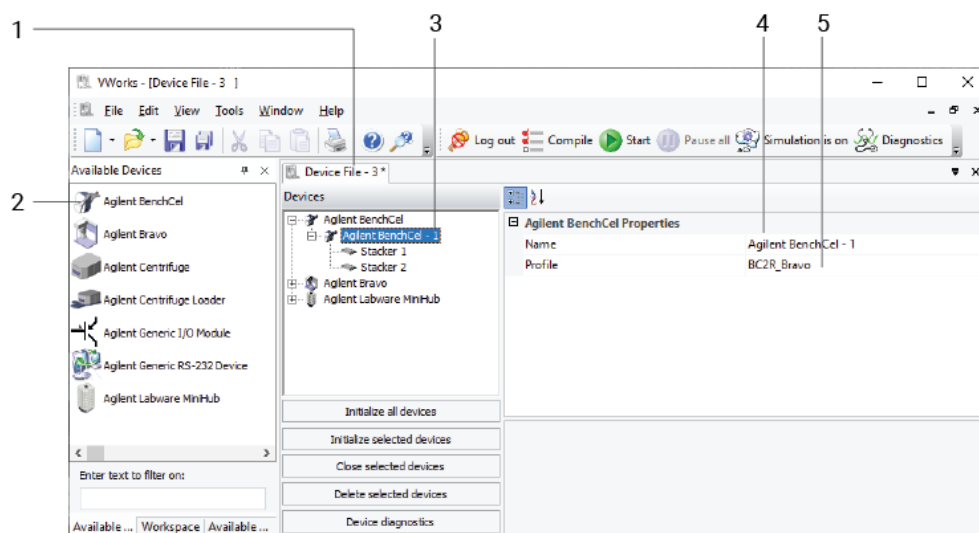 1
3
4
5
VWorks - [Device File - 3 ]
File Edit View Tools Window Help
Log out Compile Start Pause all Simulation is on Diagnostics
Available Devices
Device File - 3*
2
Agilent BenchCel
Agilent Bravo
Agilent Centrifuge
Agilent Centrifuge Loader
Agilent Generic I/O Module
Agilent Generic RS-232 Device
Agilent Labware MiniHub
Enter text to filter on:
Available ... Workspace Available ...
Devices
Agilent BenchCel
Agilent BenchCel - 1
Stacker 1
Stacker 2
Agilent Bravo
Agilent Labware MiniHub
Initialize all devices
Initialize selected devices
Close selected devices
Delete selected devices
Device diagnostics
Agilent BenchCel Properties
Name Agilent BenchCel - 1
Profile BC2R_Bravo